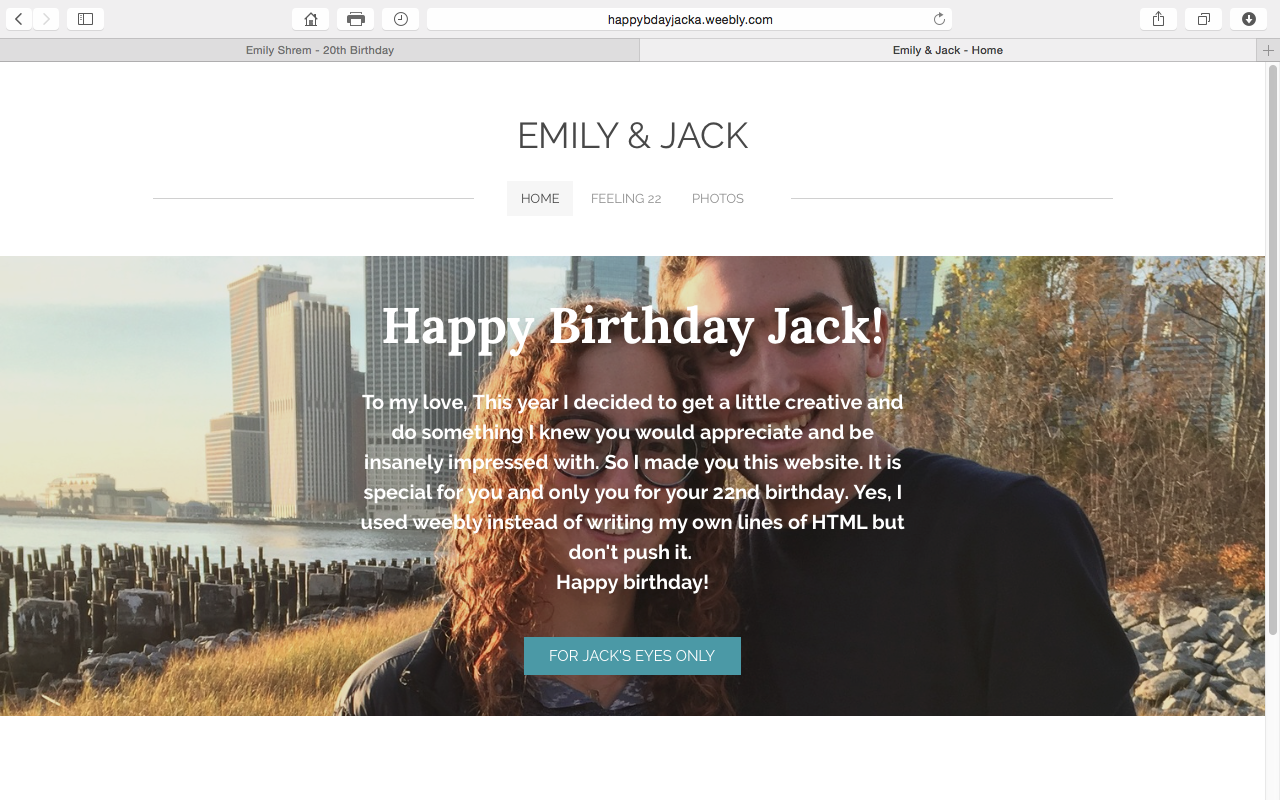 happybdayjacka.weebly.com
Emily Shrem - 20th Birthday
Emily & Jack - Home
EMILY & JACK
HOME
FEELING 22
PHOTOS
Happy Birthday Jack!
To my love, This year I decided to get a little creative and
do something I knew you would appreciate and be
insanely impressed with. So I made you this website. It is
special for you and only you for your 22nd birthday. Yes, I
used weebly instead of writing my own lines of HTML but
don't push it.
Happy birthday!
FOR JACK'S EYES ONLY